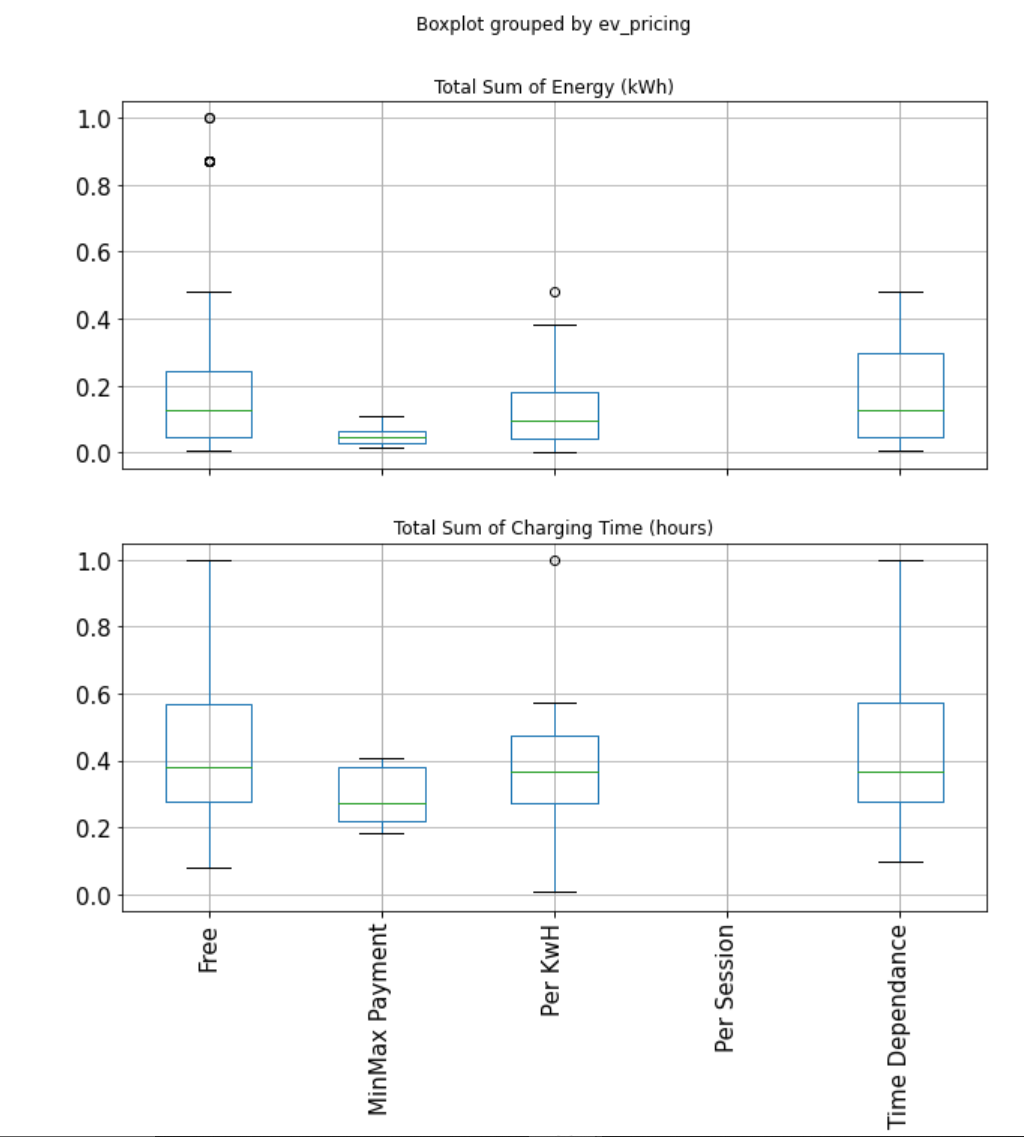 Boxplot grouped by ev_pricing
Total Sum of Energy (kWh)
1.0
0.8
0.6
0.4
0.2
0.0
Total Sum of Charging Time (hours)
1.0
0.8
0.6
0.4
0.2
0.0
Free
MinMax Payment
Per KwH
Per Session
Time Dependance